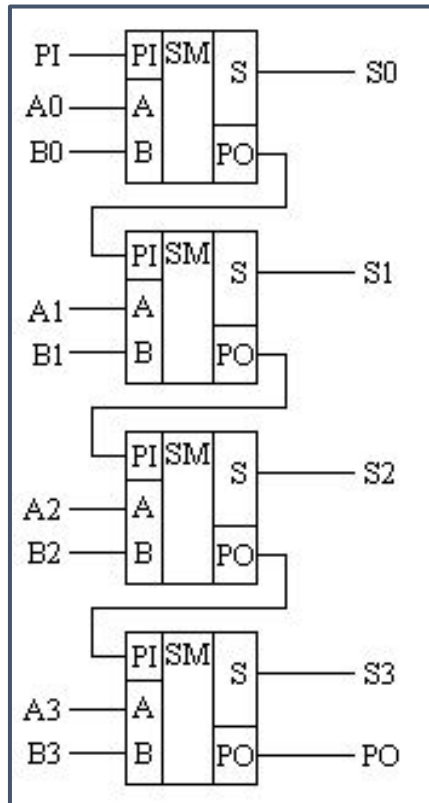 PI PI SM S S0
A0 A
B0 B PO
PI SM S S1
A1 A
B1 B PO
PI SM S S2
A2 A
B2 B PO
PI SM S S3
A3 A
B3 B PO PO